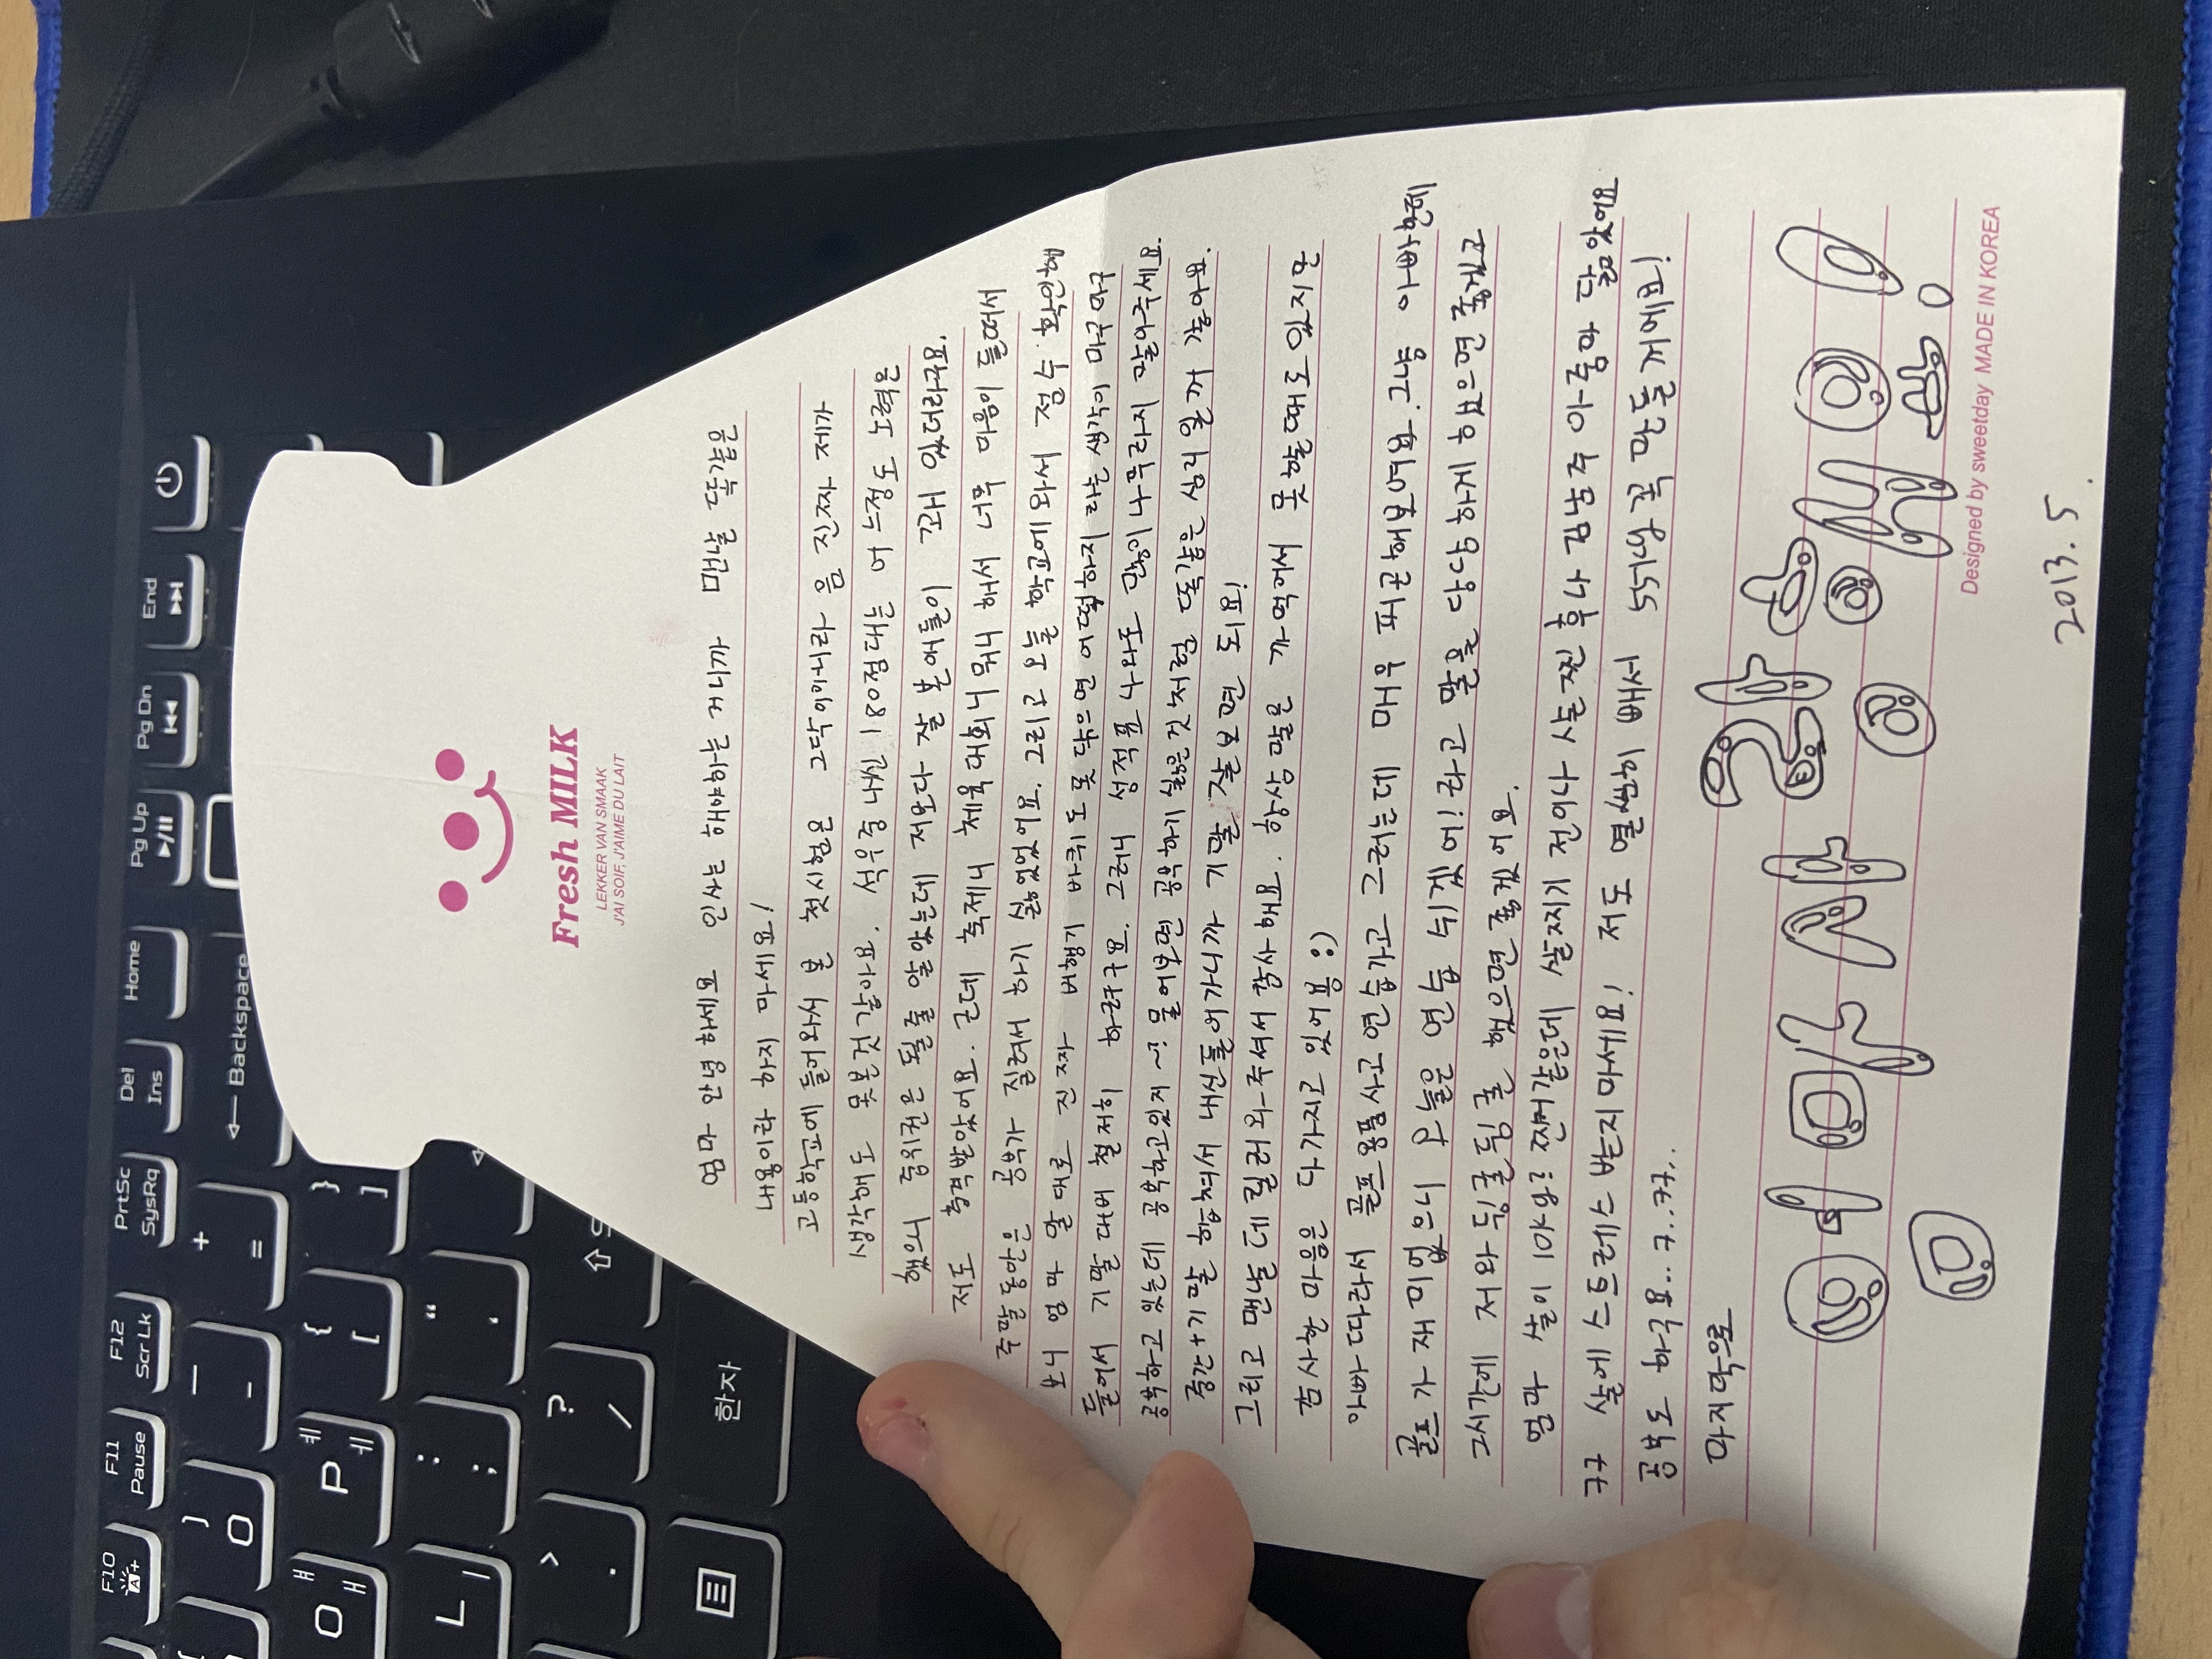 F10
F11
Pause
F12
Scr Lk
PrtSc
SysRq
Del
Ins
Home
Pg Up
Pg Dn
End
)
0
—
-
+
=
← Backspace
ㅒ
O
ㅐ
ㅖ
P
ㅔ
{
[
}
]
L
ㅣ
:
;
"
'
>
.
?
/
한자
Fresh MILK
LEKKER VAN SMAAK
J'AI SOIF, J'AIME DU LAIT
엄마 안녕하세요 인사는 해야하는 거니까 맨날 똑같은
내용이라 하지 마세요!
고등학교에 들어와서 본 첫시험은 그닥이아니라 음 진짜 제가
생각해도 못본것 같아요. 석우중 내신 180점대는 어느정도 노력은
했으니 중위권은 될줄 알았는데 저보다 잘 본애들이 꽤 있더라구요.
저도 충격받았어요. 근데 축제니 체육대회니 뭐니 해서 너무 마음이 들떠서
주말동안은 공부가 질려서 하기 싫었었어요. 그리고 오늘 학교에 와서 점수 확인해
보니 엄마 말대로 진짜 비행기 바퀴도 못 닦으면 어떡하지 라는 생각이 마구마구
들어서 기말 대비 철저히 하려구요. 그러니 성적표 나와도 많이 나무라지 말아주세요.
공부하고 있는데 공부하고있지~? 물어보면 공부하기 싫은것처럼 똑같은 심리일꺼 같아요.
중간+기말 합쳐서 내신들어가니까 기말 잘보면 되요!
그리고 맨날 데릴러와주셔서 감사해요. 항상 말은 까먹어서 못할때도 있지만
감사한 마음은 다 가지고 있어용 :)
아빠 따라서 골프용품사고 연습가고 그러는데 매우 피곤해보여요. 그냥 아빠한테
골프가 재미없으니 오늘은 연습 쉬겠어! 라고 말을 당당하게 했으면 좋겠고
그시간에 저와 뒹굴뒹굴 했으면 좋겠어요.
엄마 살이 10kg? 찐거같은데 살찌기 전이나 살찐 후나 김남주 아줌마 닮았어요
ㅋㅋ 살에 스트레스 받지마세요! 저도 열심히 빼서 55kg 꼭 만들꺼에요!
공부도 하구요.. ㅋ..ㅋㅋ..
마지막으로
엄마 사랑해요!
Designed by sweetday MADE IN KOREA
2013. 5.